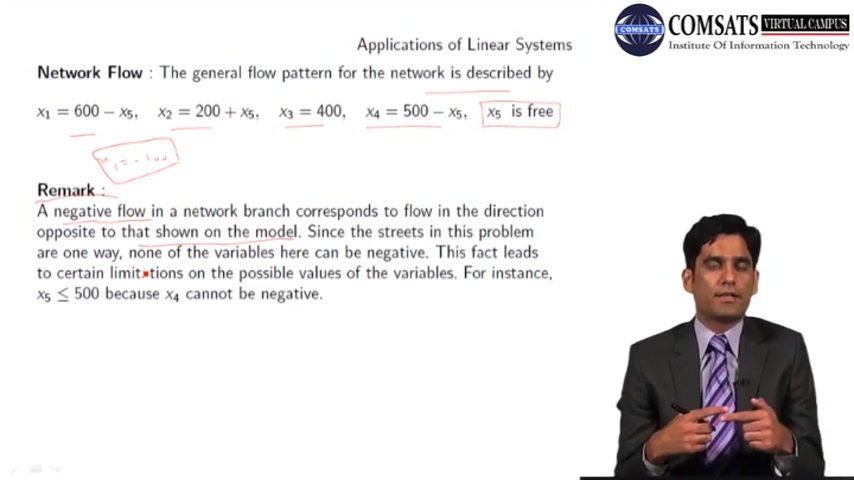 COMSATS VIRTUAL CAMPUS
Institute Of Information Technology
Applications of Linear Systems
Network Flow : The general flow pattern for the network is described by
x₁ = 600 − x₅, x₂ = 200 + x₅, x₃ = 400, x₄ = 500 − x₅, x₅ is free
x₁ = -100
Remark :
A negative flow in a network branch corresponds to flow in the direction
opposite to that shown on the model. Since the streets in this problem
are one way, none of the variables here can be negative. This fact leads
to certain limitations on the possible values of the variables. For instance,
x₅ ≤ 500 because x₄ cannot be negative.